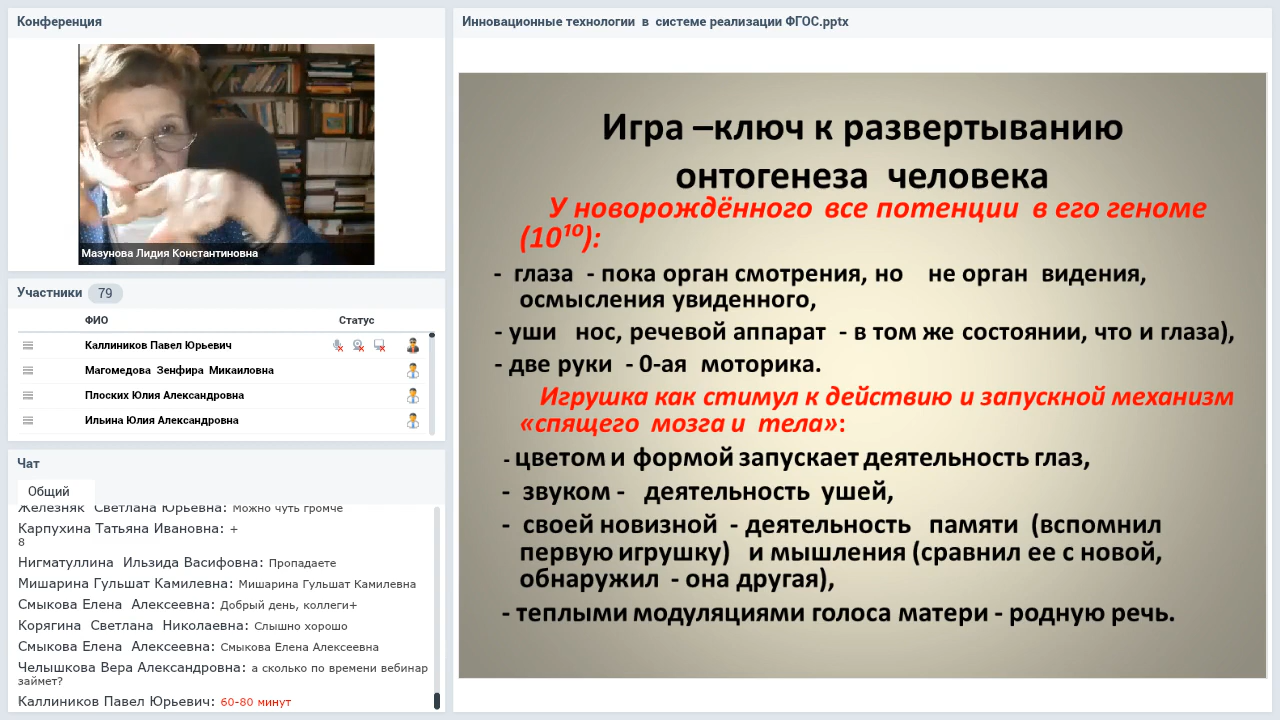 Конференция
Мазунова Лидия Константиновна
Участники 79
ФИО Статус
Каллиников Павел Юрьевич
Магомедова Зенфира Микаиловна
Плоских Юлия Александровна
Ильина Юлия Александровна
Чат
Общий
Железняк Светлана Юрьевна: Можно чуть громче
Карпухина Татьяна Ивановна: +
8
Нигматуллина Ильзида Васифовна: Пропадаете
Мишарина Гульшат Камилевна: Мишарина Гульшат Камилевна
Смыкова Елена Алексеевна: Добрый день, коллеги+
Корягина Светлана Николаевна: Слышно хорошо
Смыкова Елена Алексеевна: Смыкова Елена Алексеевна
Челышкова Вера Александровна: а сколько по времени вебинар
займет?
Каллиников Павел Юрьевич: 60-80 минут
Инновационные технологии в системе реализации ФГОС.pptx
Игра –ключ к развертыванию
онтогенеза человека
У новорождённого все потенции в его геноме
(10¹⁰):
- глаза - пока орган смотрения, но не орган видения,
осмысления увиденного,
- уши нос, речевой аппарат - в том же состоянии, что и глаза),
- две руки - 0-ая моторика.
Игрушка как стимул к действию и запускной механизм
«спящего мозга и тела»:
- цветом и формой запускает деятельность глаз,
- звуком - деятельность ушей,
- своей новизной - деятельность памяти (вспомнил
первую игрушку) и мышления (сравнил ее с новой,
обнаружил - она другая),
- теплыми модуляциями голоса матери - родную речь.